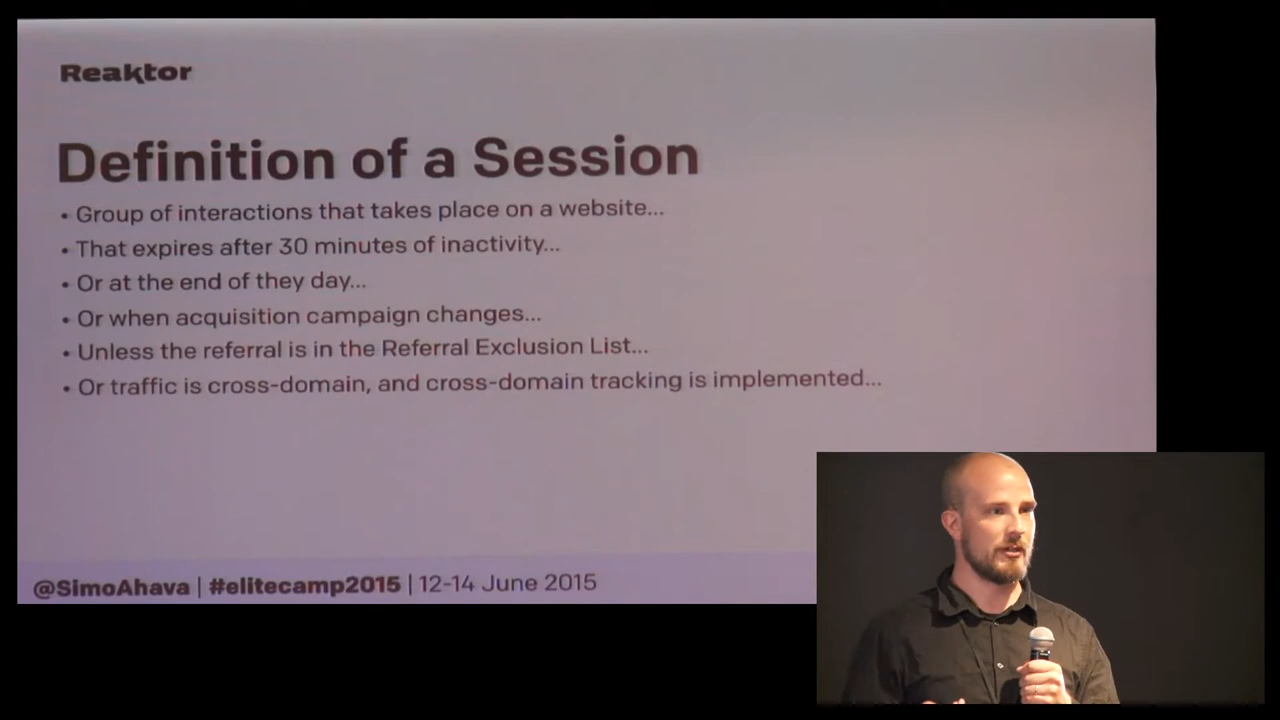 Reaktor
Definition of a Session
• Group of interactions that takes place on a website...
• That expires after 30 minutes of inactivity...
• Or at the end of they day...
• Or when acquisition campaign changes...
• Unless the referral is in the Referral Exclusion List...
• Or traffic is cross-domain, and cross-domain tracking is implemented...
@SimoAhava | #elitecamp2015 | 12-14 June 2015